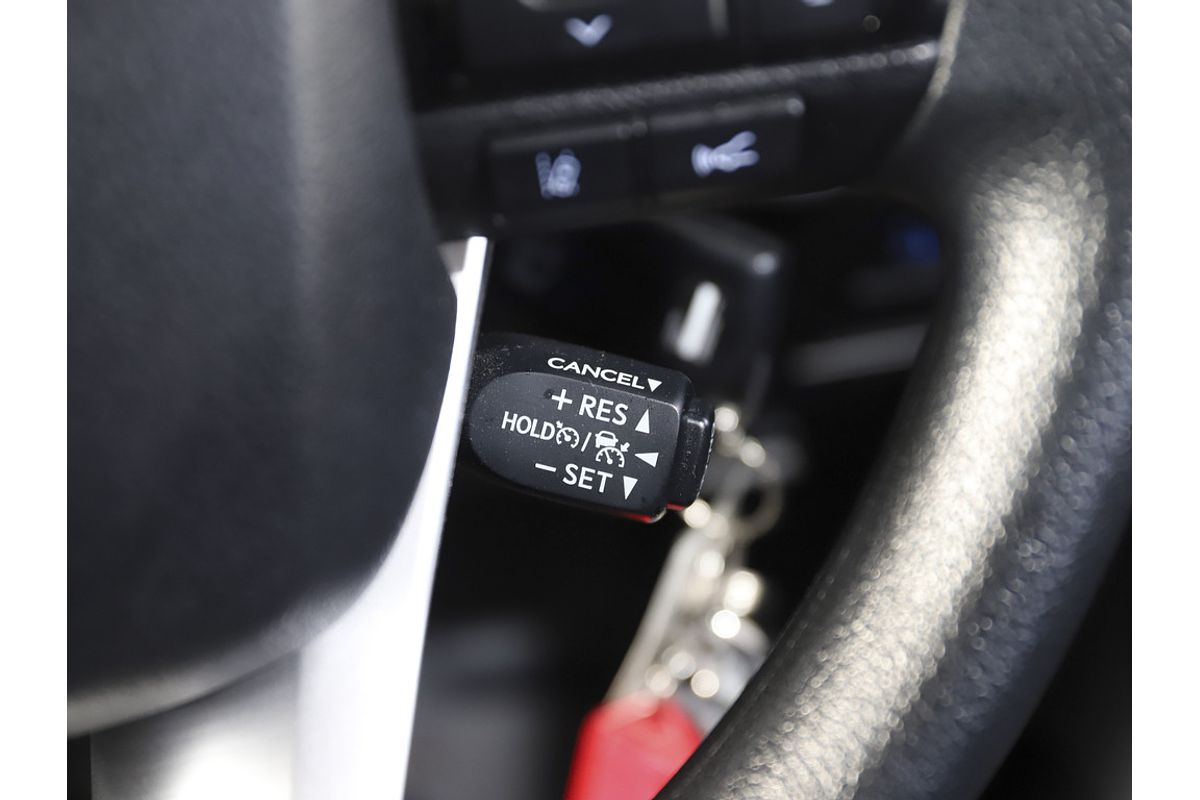 CANCEL▼
+ RES ▲
HOLD / ◀
− SET ▼